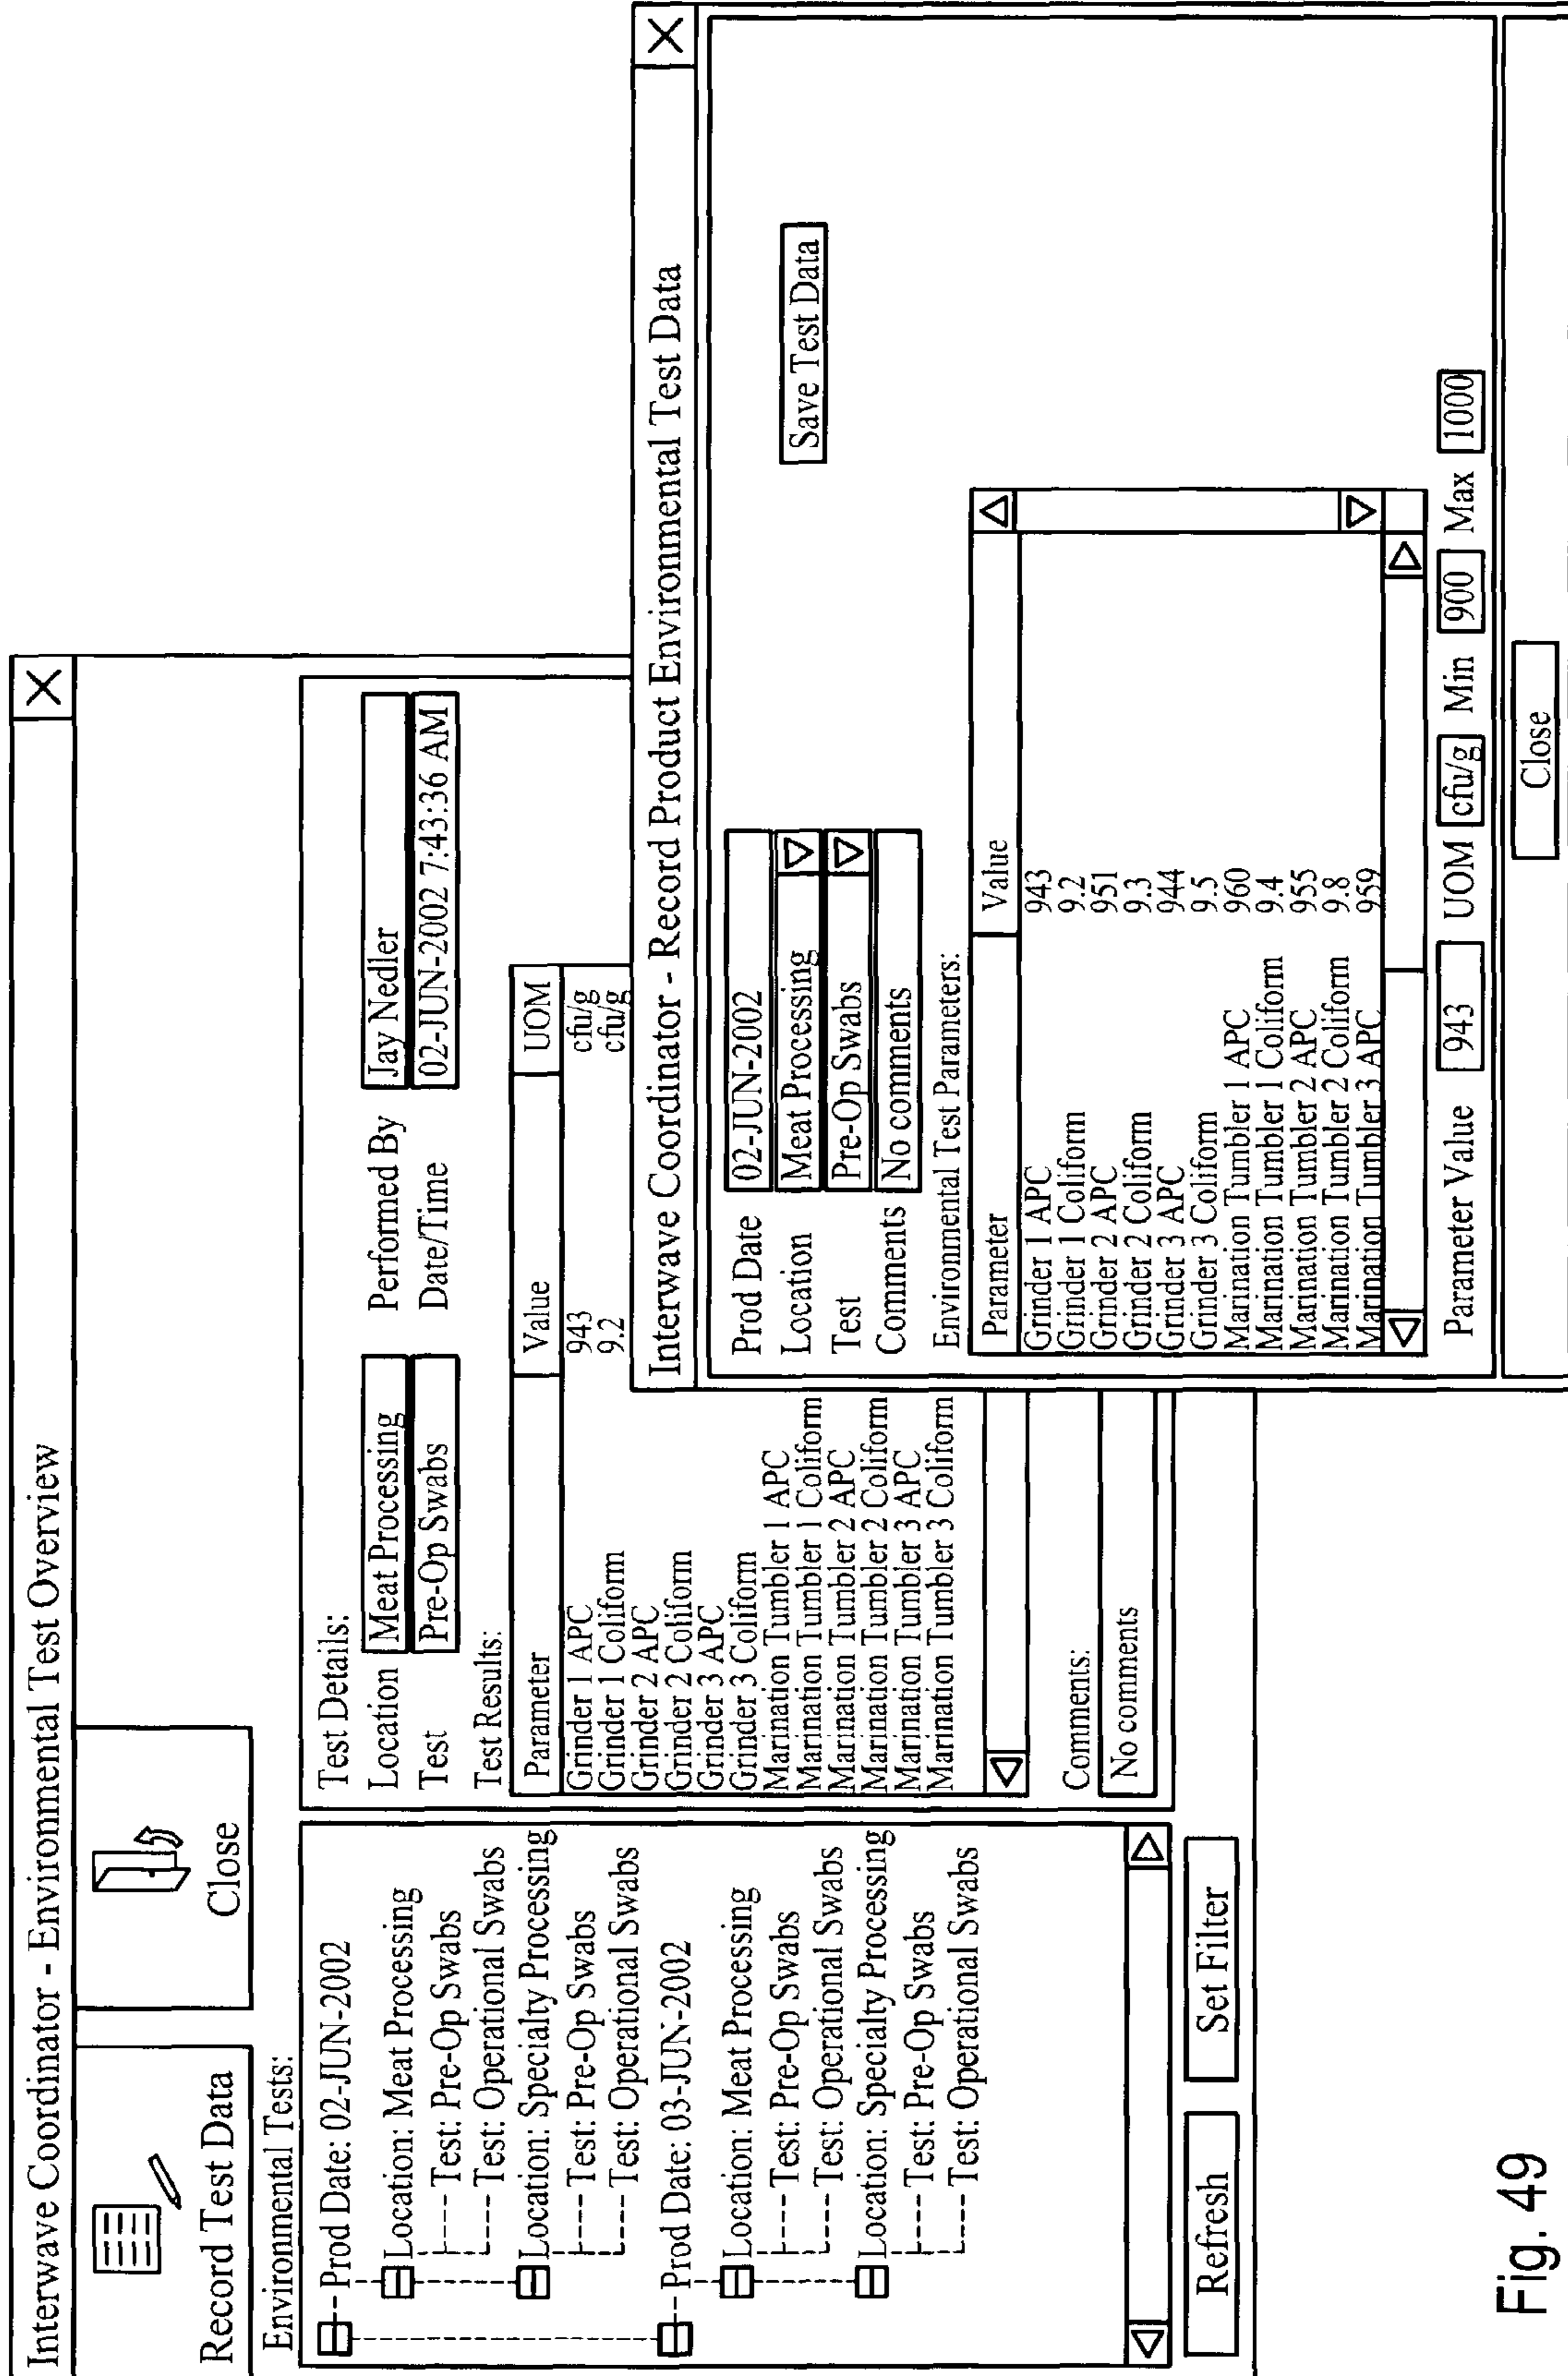 Interwave Coordinator - Environmental Test Overview
Record Test Data
Close
Environmental Tests:
Prod Date: 02-JUN-2002
Location: Meat Processing
Test: Pre-Op Swabs
Test: Operational Swabs
Location: Specialty Processing
Test: Pre-Op Swabs
Test: Operational Swabs
Prod Date: 03-JUN-2002
Location: Meat Processing
Test: Pre-Op Swabs
Test: Operational Swabs
Location: Specialty Processing
Test: Pre-Op Swabs
Test: Operational Swabs
Refresh
Set Filter
Test Details:
Location Meat Processing Performed By Jay Nedler
Test Pre-Op Swabs Date/Time 02-JUN-2002 7:43:36 AM
Test Results:
Parameter Value UOM
Grinder 1 APC 943 cfu/g
Grinder 1 Coliform 9.2 cfu/g
Grinder 2 APC
Grinder 2 Coliform
Grinder 3 APC
Grinder 3 Coliform
Marination Tumbler 1 APC
Marination Tumbler 1 Coliform
Marination Tumbler 2 APC
Marination Tumbler 2 Coliform
Marination Tumbler 3 APC
Marination Tumbler 3 Coliform
Comments:
No comments
Interwave Coordinator - Record Product Environmental Test Data
Prod Date 02-JUN-2002
Location Meat Processing Save Test Data
Test Pre-Op Swabs
Comments No comments
Environmental Test Parameters:
Parameter Value
Grinder 1 APC 943
Grinder 1 Coliform 9.2
Grinder 2 APC 951
Grinder 2 Coliform 9.3
Grinder 3 APC 944
Grinder 3 Coliform 9.5
Marination Tumbler 1 APC 960
Marination Tumbler 1 Coliform 9.4
Marination Tumbler 2 APC 955
Marination Tumbler 2 Coliform 9.8
Marination Tumbler 3 APC 959
Parameter Value 943 UOM cfu/g Min 900 Max 1000
Close
Fig. 49